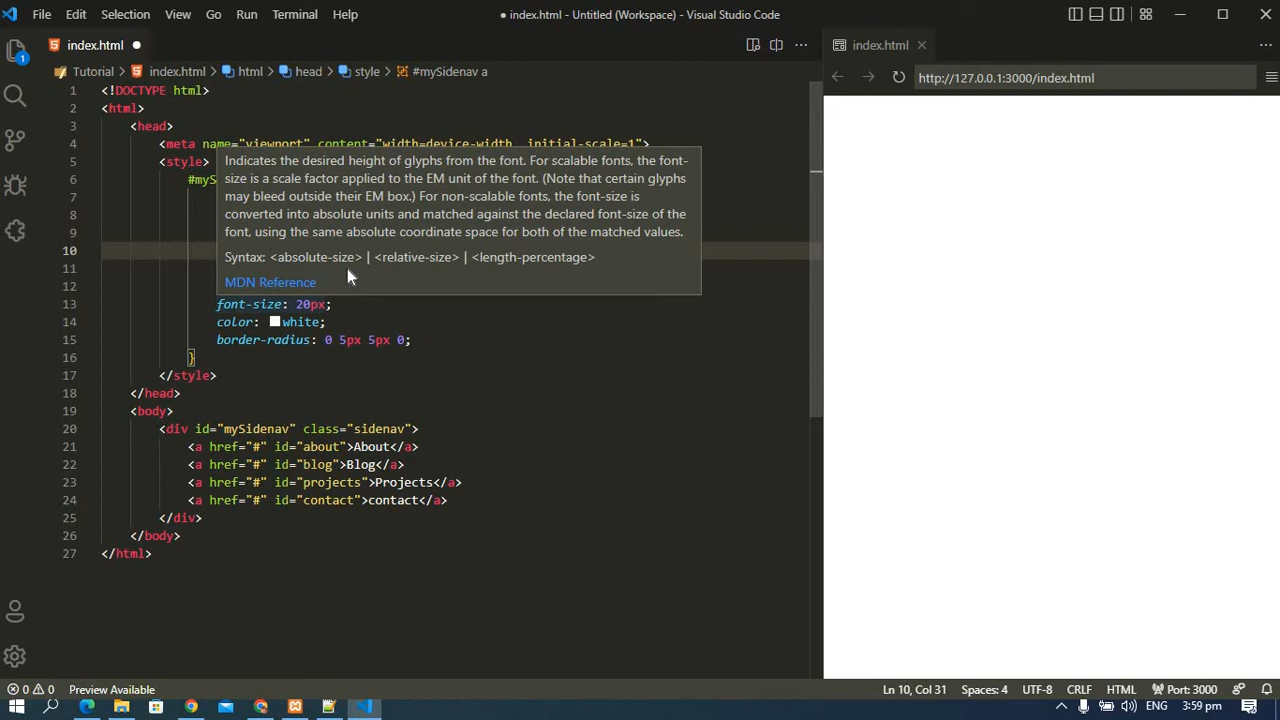 File Edit Selection View Go Run Terminal Help
● index.html - Untitled (Workspace) - Visual Studio Code
index.html ●
index.html
Tutorial > index.html > html > head > style > #mySidenav a
http://127.0.0.1:3000/index.html
1 <!DOCTYPE html>
2 <html>
3 <head>
4 <meta name="viewport" content="width=device-width, initial-scale=1">
5 <style>
6 #myS
7
8
9
10
11
Indicates the desired height of glyphs from the font. For scalable fonts, the font-
size is a scale factor applied to the EM unit of the font. (Note that certain glyphs
may bleed outside their EM box.) For non-scalable fonts, the font-size is
converted into absolute units and matched against the declared font-size of the
font, using the same absolute coordinate space for both of the matched values.
Syntax: <absolute-size> | <relative-size> | <length-percentage>
MDN Reference
12
13 font-size: 20px;
14 color: white;
15 border-radius: 0 5px 5px 0;
16 }
17 </style>
18 </head>
19 <body>
20 <div id="mySidenav" class="sidenav">
21 <a href="#" id="about">About</a>
22 <a href="#" id="blog">Blog</a>
23 <a href="#" id="projects">Projects</a>
24 <a href="#" id="contact">contact</a>
25 </div>
26 </body>
27 </html>
1
0 0 Preview Available
Ln 10, Col 31 Spaces: 4 UTF-8 CRLF HTML Port: 3000
ENG 3:59 pm